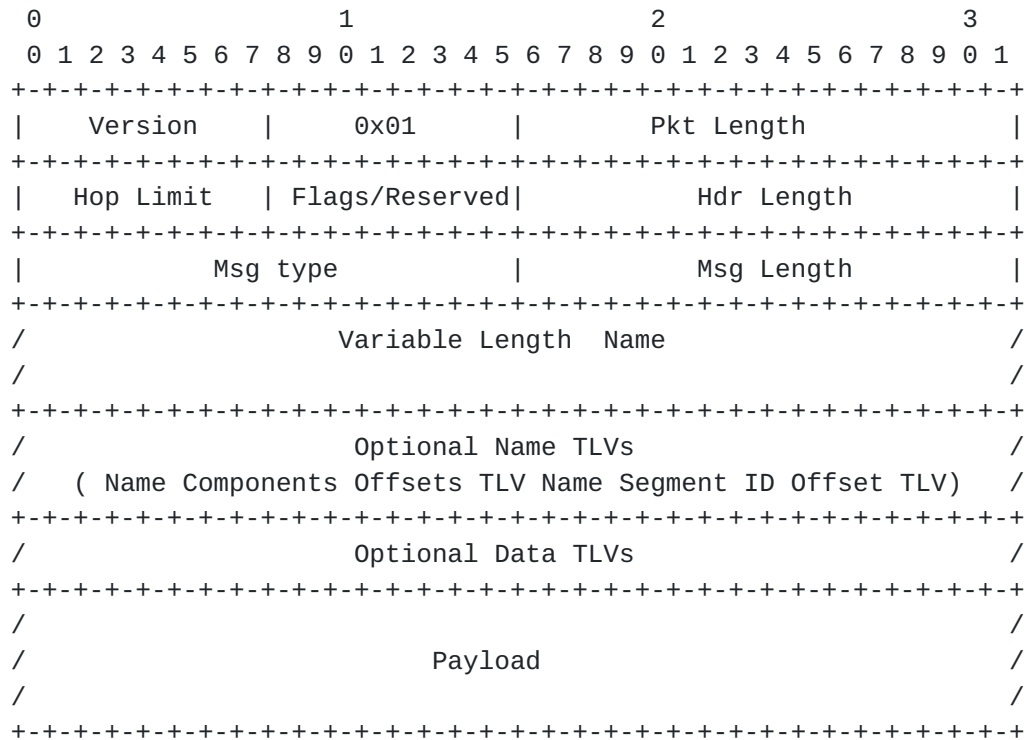 0                   1                   2                   3
0 1 2 3 4 5 6 7 8 9 0 1 2 3 4 5 6 7 8 9 0 1 2 3 4 5 6 7 8 9 0 1
+-+-+-+-+-+-+-+-+-+-+-+-+-+-+-+-+-+-+-+-+-+-+-+-+-+-+-+-+-+-+-+-+
|    Version    |     0x01      |        Pkt Length             |
+-+-+-+-+-+-+-+-+-+-+-+-+-+-+-+-+-+-+-+-+-+-+-+-+-+-+-+-+-+-+-+-+
|   Hop Limit   | Flags/Reserved|           Hdr Length          |
+-+-+-+-+-+-+-+-+-+-+-+-+-+-+-+-+-+-+-+-+-+-+-+-+-+-+-+-+-+-+-+-+
|            Msg type           |           Msg Length          |
+-+-+-+-+-+-+-+-+-+-+-+-+-+-+-+-+-+-+-+-+-+-+-+-+-+-+-+-+-+-+-+-+
/                    Variable Length  Name                      /
/                                                               /
+-+-+-+-+-+-+-+-+-+-+-+-+-+-+-+-+-+-+-+-+-+-+-+-+-+-+-+-+-+-+-+-+
/                     Optional Name TLVs                        /
/   ( Name Components Offsets TLV Name Segment ID Offset TLV)   /
+-+-+-+-+-+-+-+-+-+-+-+-+-+-+-+-+-+-+-+-+-+-+-+-+-+-+-+-+-+-+-+-+
/                     Optional Data TLVs                        /
+-+-+-+-+-+-+-+-+-+-+-+-+-+-+-+-+-+-+-+-+-+-+-+-+-+-+-+-+-+-+-+-+
/                                                               /
/                          Payload                              /
/                                                               /
+-+-+-+-+-+-+-+-+-+-+-+-+-+-+-+-+-+-+-+-+-+-+-+-+-+-+-+-+-+-+-+-+